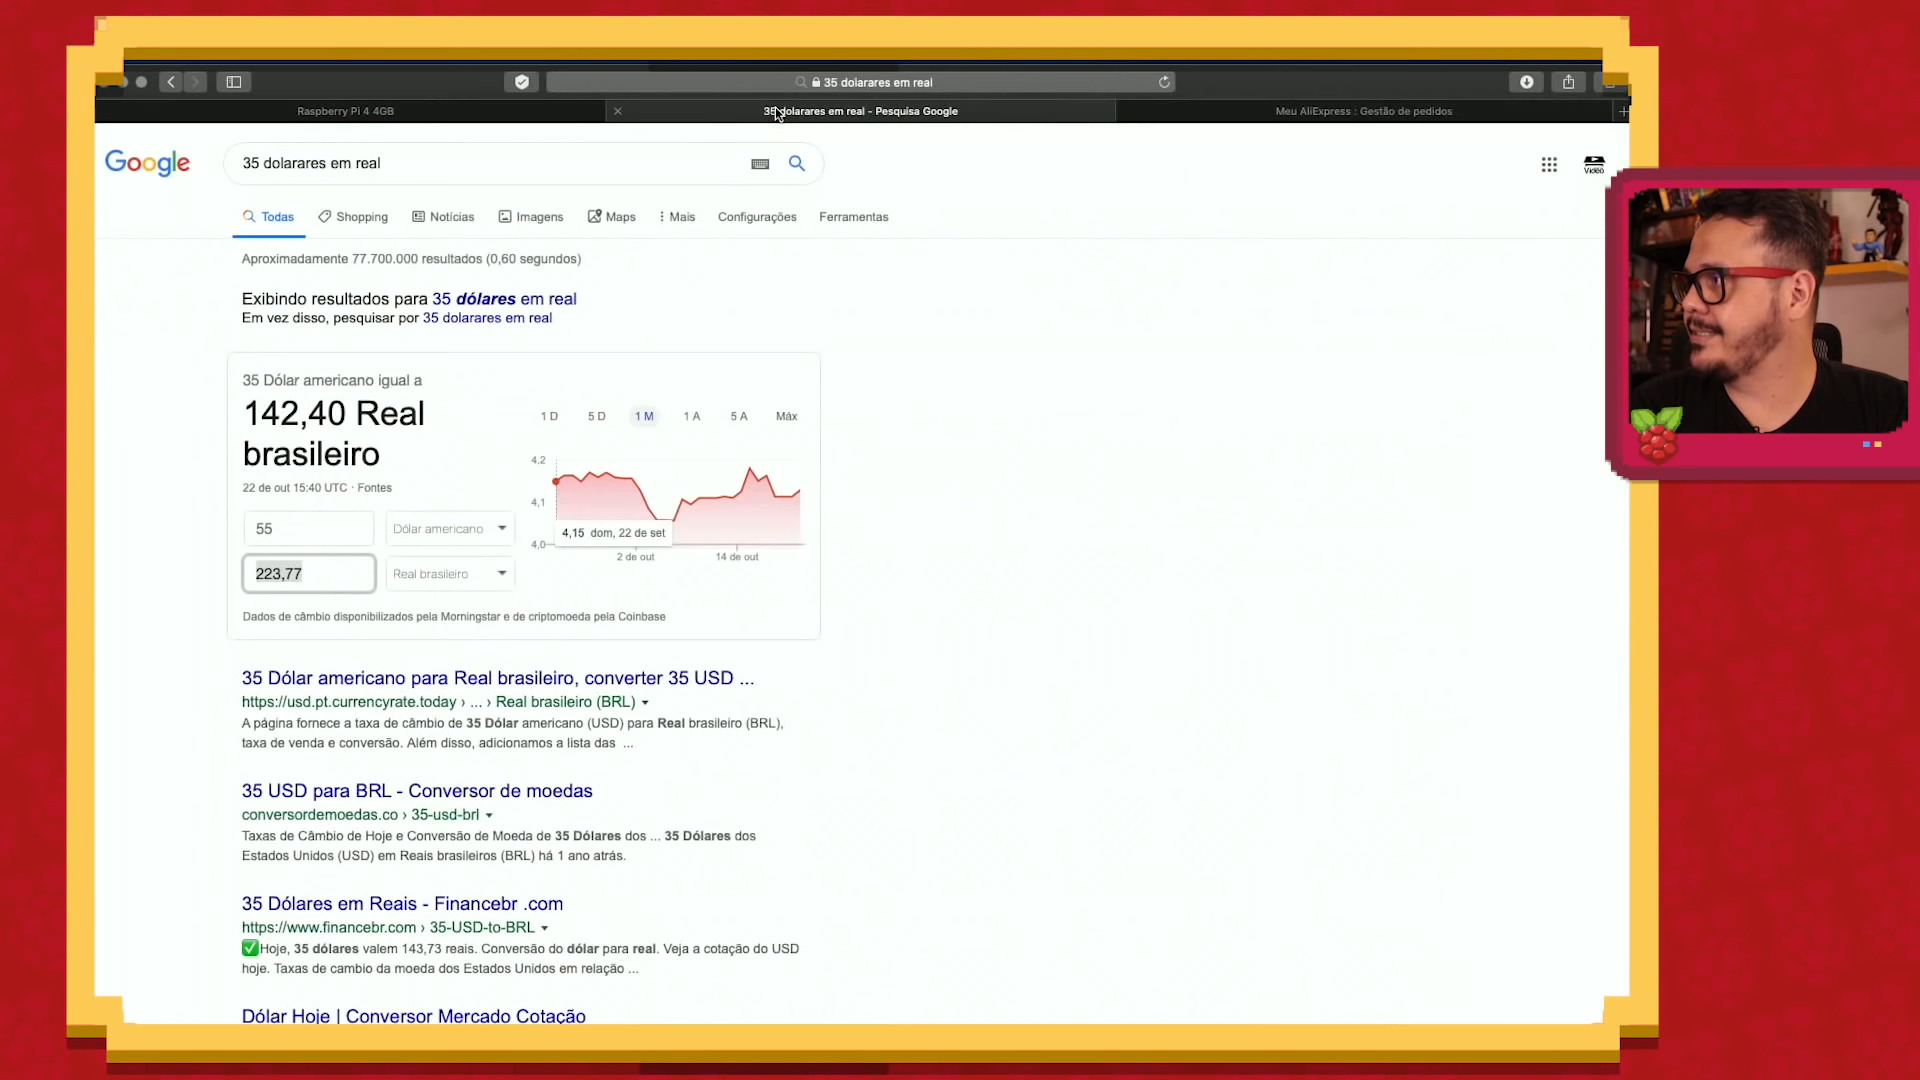 35 dolarares em real
Raspberry Pi 4 4GB
35 dolarares em real - Pesquisa Google
Meu AliExpress : Gestão de pedidos
Google
35 dolarares em real
Vídeo
Todas
Shopping
Notícias
Imagens
Maps
Mais
Configurações
Ferramentas
Aproximadamente 77.700.000 resultados (0,60 segundos)
Exibindo resultados para 35 dólares em real
Em vez disso, pesquisar por 35 dolarares em real
35 Dólar americano igual a
142,40 Real
brasileiro
22 de out 15:40 UTC · Fontes
55
Dólar americano
223,77
Real brasileiro
1 D
5 D
1 M
1 A
5 A
Máx
4,2
4,1
4,0
4,15 dom, 22 de set
2 de out
14 de out
Dados de câmbio disponibilizados pela Morningstar e de criptomoeda pela Coinbase
35 Dólar americano para Real brasileiro, converter 35 USD ...
https://usd.pt.currencyrate.today › ... › Real brasileiro (BRL)
A página fornece a taxa de câmbio de 35 Dólar americano (USD) para Real brasileiro (BRL),
taxa de venda e conversão. Além disso, adicionamos a lista das ...
35 USD para BRL - Conversor de moedas
conversordemoedas.co › 35-usd-brl
Taxas de Câmbio de Hoje e Conversão de Moeda de 35 Dólares dos ... 35 Dólares dos
Estados Unidos (USD) em Reais brasileiros (BRL) há 1 ano atrás.
35 Dólares em Reais - Financebr .com
https://www.financebr.com › 35-USD-to-BRL
✅Hoje, 35 dólares valem 143,73 reais. Conversão do dólar para real. Veja a cotação do USD
hoje. Taxas de cambio da moeda dos Estados Unidos em relação ...
Dólar Hoje | Conversor Mercado Cotação